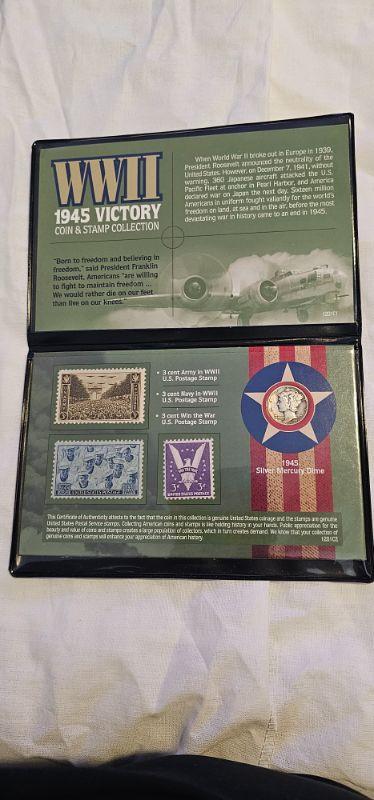 WWII
1945 VICTORY
COIN & STAMP COLLECTION
When World War II broke out in Europe in 1939,
President Roosevelt announced the neutrality of the
United States. However, on December 7, 1941, without
warning, 360 Japanese aircraft attacked the U.S.
Pacific Fleet at anchor in Pearl Harbor, and America
declared war on Japan the next day. Sixteen million
Americans in uniform fought valiantly for the world's
freedom on land, at sea and in the air, before the most
devastating war in history came to an end in 1945.
"Born to freedom and believing in
freedom," said President Franklin
Roosevelt, Americans "are willing
to fight to maintain freedom ...
We would rather die on our feet
than live on our knees."
• 3 cent Army in WWII
U.S. Postage Stamp
• 3 cent Navy in WWII
U.S. Postage Stamp
• 3 cent Win the War
U.S. Postage Stamp
3¢ 3¢
UNITED STATES POSTAGE
1945
Silver Mercury Dime
This Certificate of Authenticity attests to the fact that the coin in this collection is genuine United States coinage and the stamps are genuine
United States Postal Service stamps. Collecting American coins and stamps is like holding history in your hands. Public appreciation for the
beauty and value of coins and stamps creates a large population of collectors, which in turn creates demand. We know that your collection of
genuine coins and stamps will enhance your appreciation of American history.